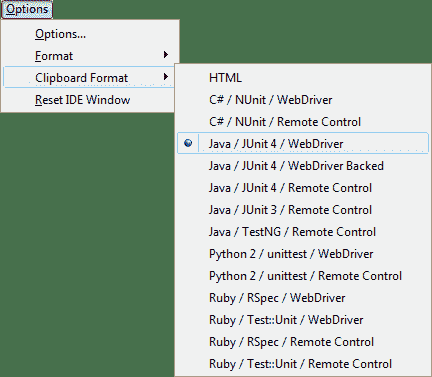 Options
Options...
Format
Clipboard Format
Reset IDE Window
HTML
C# / NUnit / WebDriver
C# / NUnit / Remote Control
Java / JUnit 4 / WebDriver
Java / JUnit 4 / WebDriver Backed
Java / JUnit 4 / Remote Control
Java / JUnit 3 / Remote Control
Java / TestNG / Remote Control
Python 2 / unittest / WebDriver
Python 2 / unittest / Remote Control
Ruby / RSpec / WebDriver
Ruby / Test::Unit / WebDriver
Ruby / RSpec / Remote Control
Ruby / Test::Unit / Remote Control